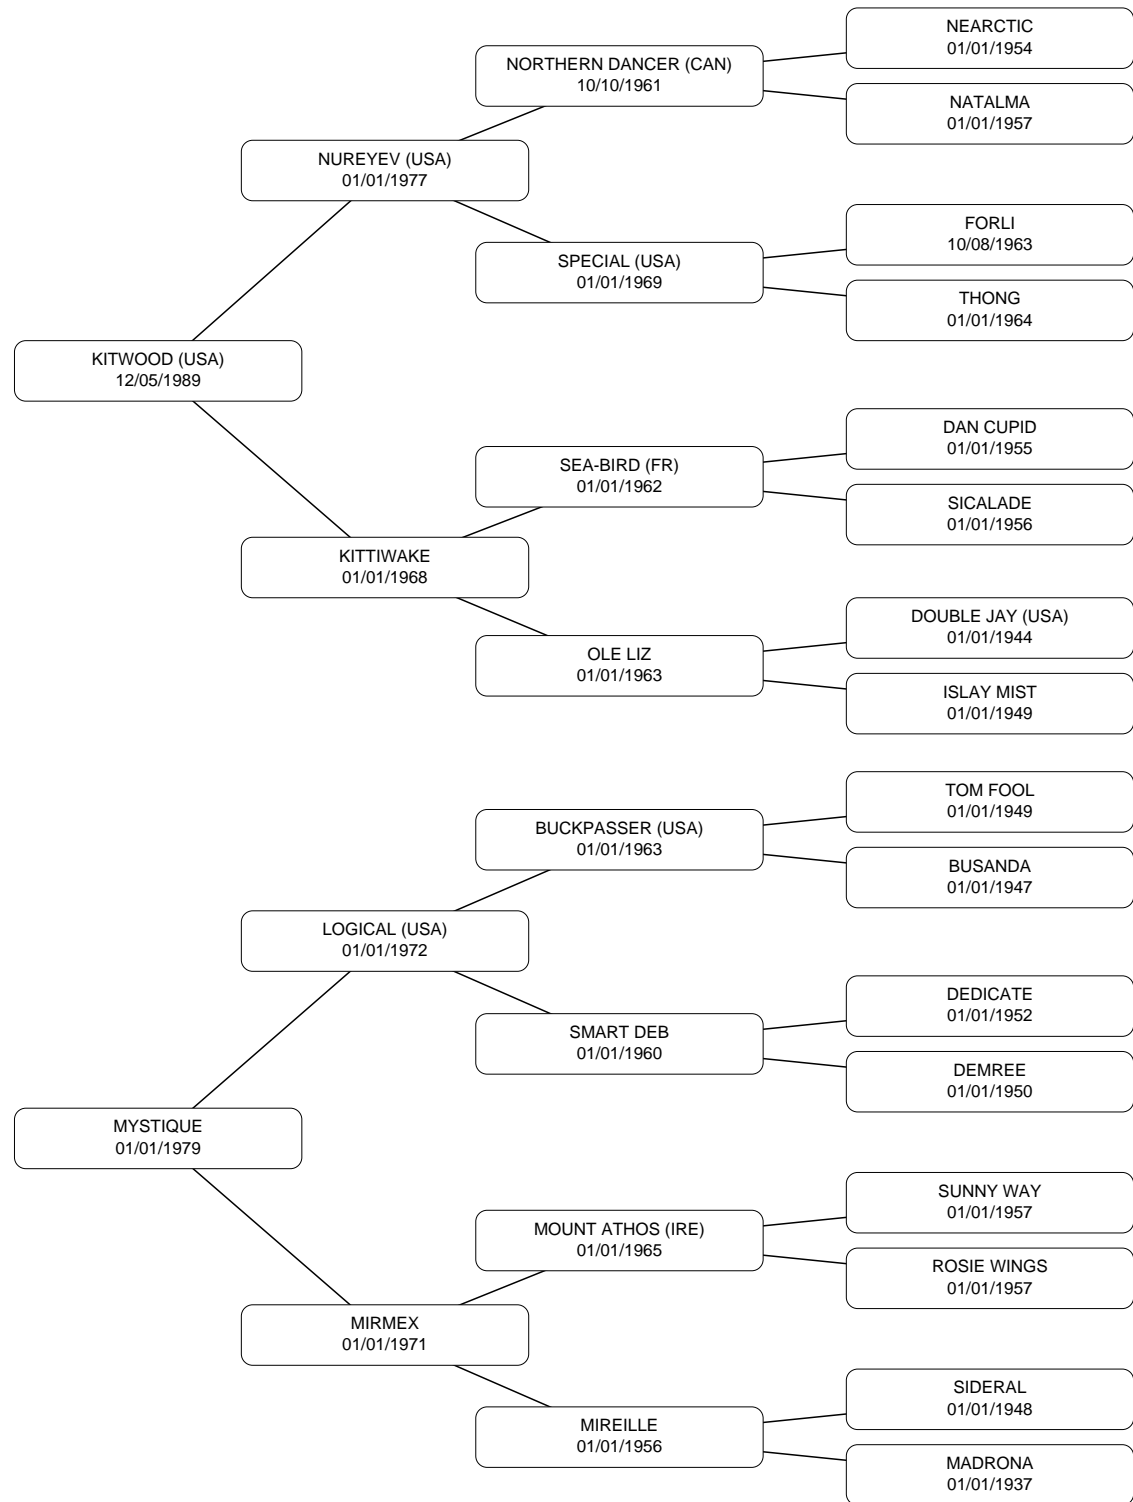 NEARCTIC
01/01/1954
NORTHERN DANCER (CAN)
10/10/1961
NATALMA
01/01/1957
NUREYEV (USA)
01/01/1977
FORLI
10/08/1963
SPECIAL (USA)
01/01/1969
THONG
01/01/1964
KITWOOD (USA)
12/05/1989
DAN CUPID
01/01/1955
SEA-BIRD (FR)
01/01/1962
SICALADE
01/01/1956
KITTIWAKE
01/01/1968
DOUBLE JAY (USA)
01/01/1944
OLE LIZ
01/01/1963
ISLAY MIST
01/01/1949
TOM FOOL
01/01/1949
BUCKPASSER (USA)
01/01/1963
BUSANDA
01/01/1947
LOGICAL (USA)
01/01/1972
DEDICATE
01/01/1952
SMART DEB
01/01/1960
DEMREE
01/01/1950
MYSTIQUE
01/01/1979
SUNNY WAY
01/01/1957
MOUNT ATHOS (IRE)
01/01/1965
ROSIE WINGS
01/01/1957
MIRMEX
01/01/1971
SIDERAL
01/01/1948
MIREILLE
01/01/1956
MADRONA
01/01/1937